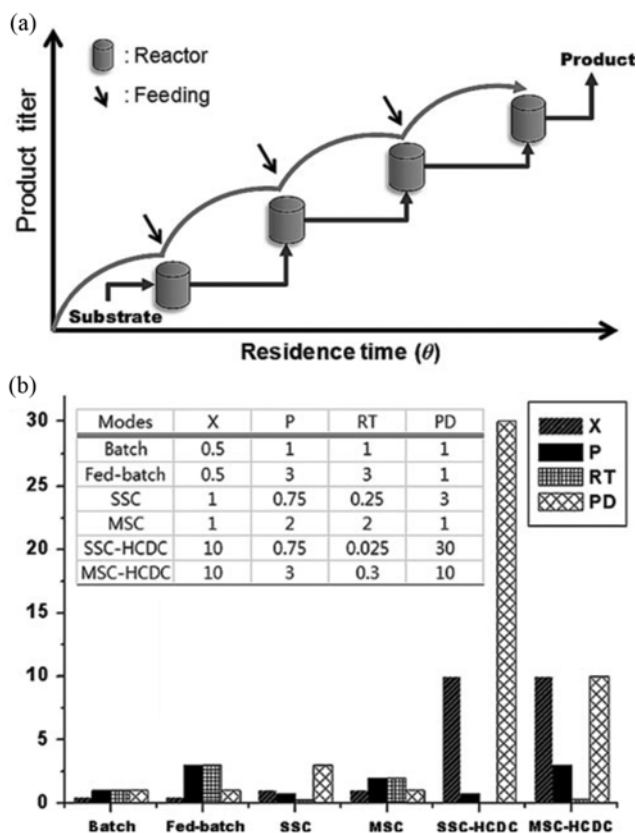 (a)
Product titer
: Reactor
: Feeding
Product
Substrate
Residence time (θ)
(b)
30
25
20
15
10
5
0
Modes X P RT PD
Batch 0.5 1 1 1
Fed-batch 0.5 3 3 1
SSC 1 0.75 0.25 3
MSC 1 2 2 1
SSC-HCDC 10 0.75 0.025 30
MSC-HCDC 10 3 0.3 10
X
P
RT
PD
Batch Fed-batch SSC MSC SSC-HCDC MSC-HCDC